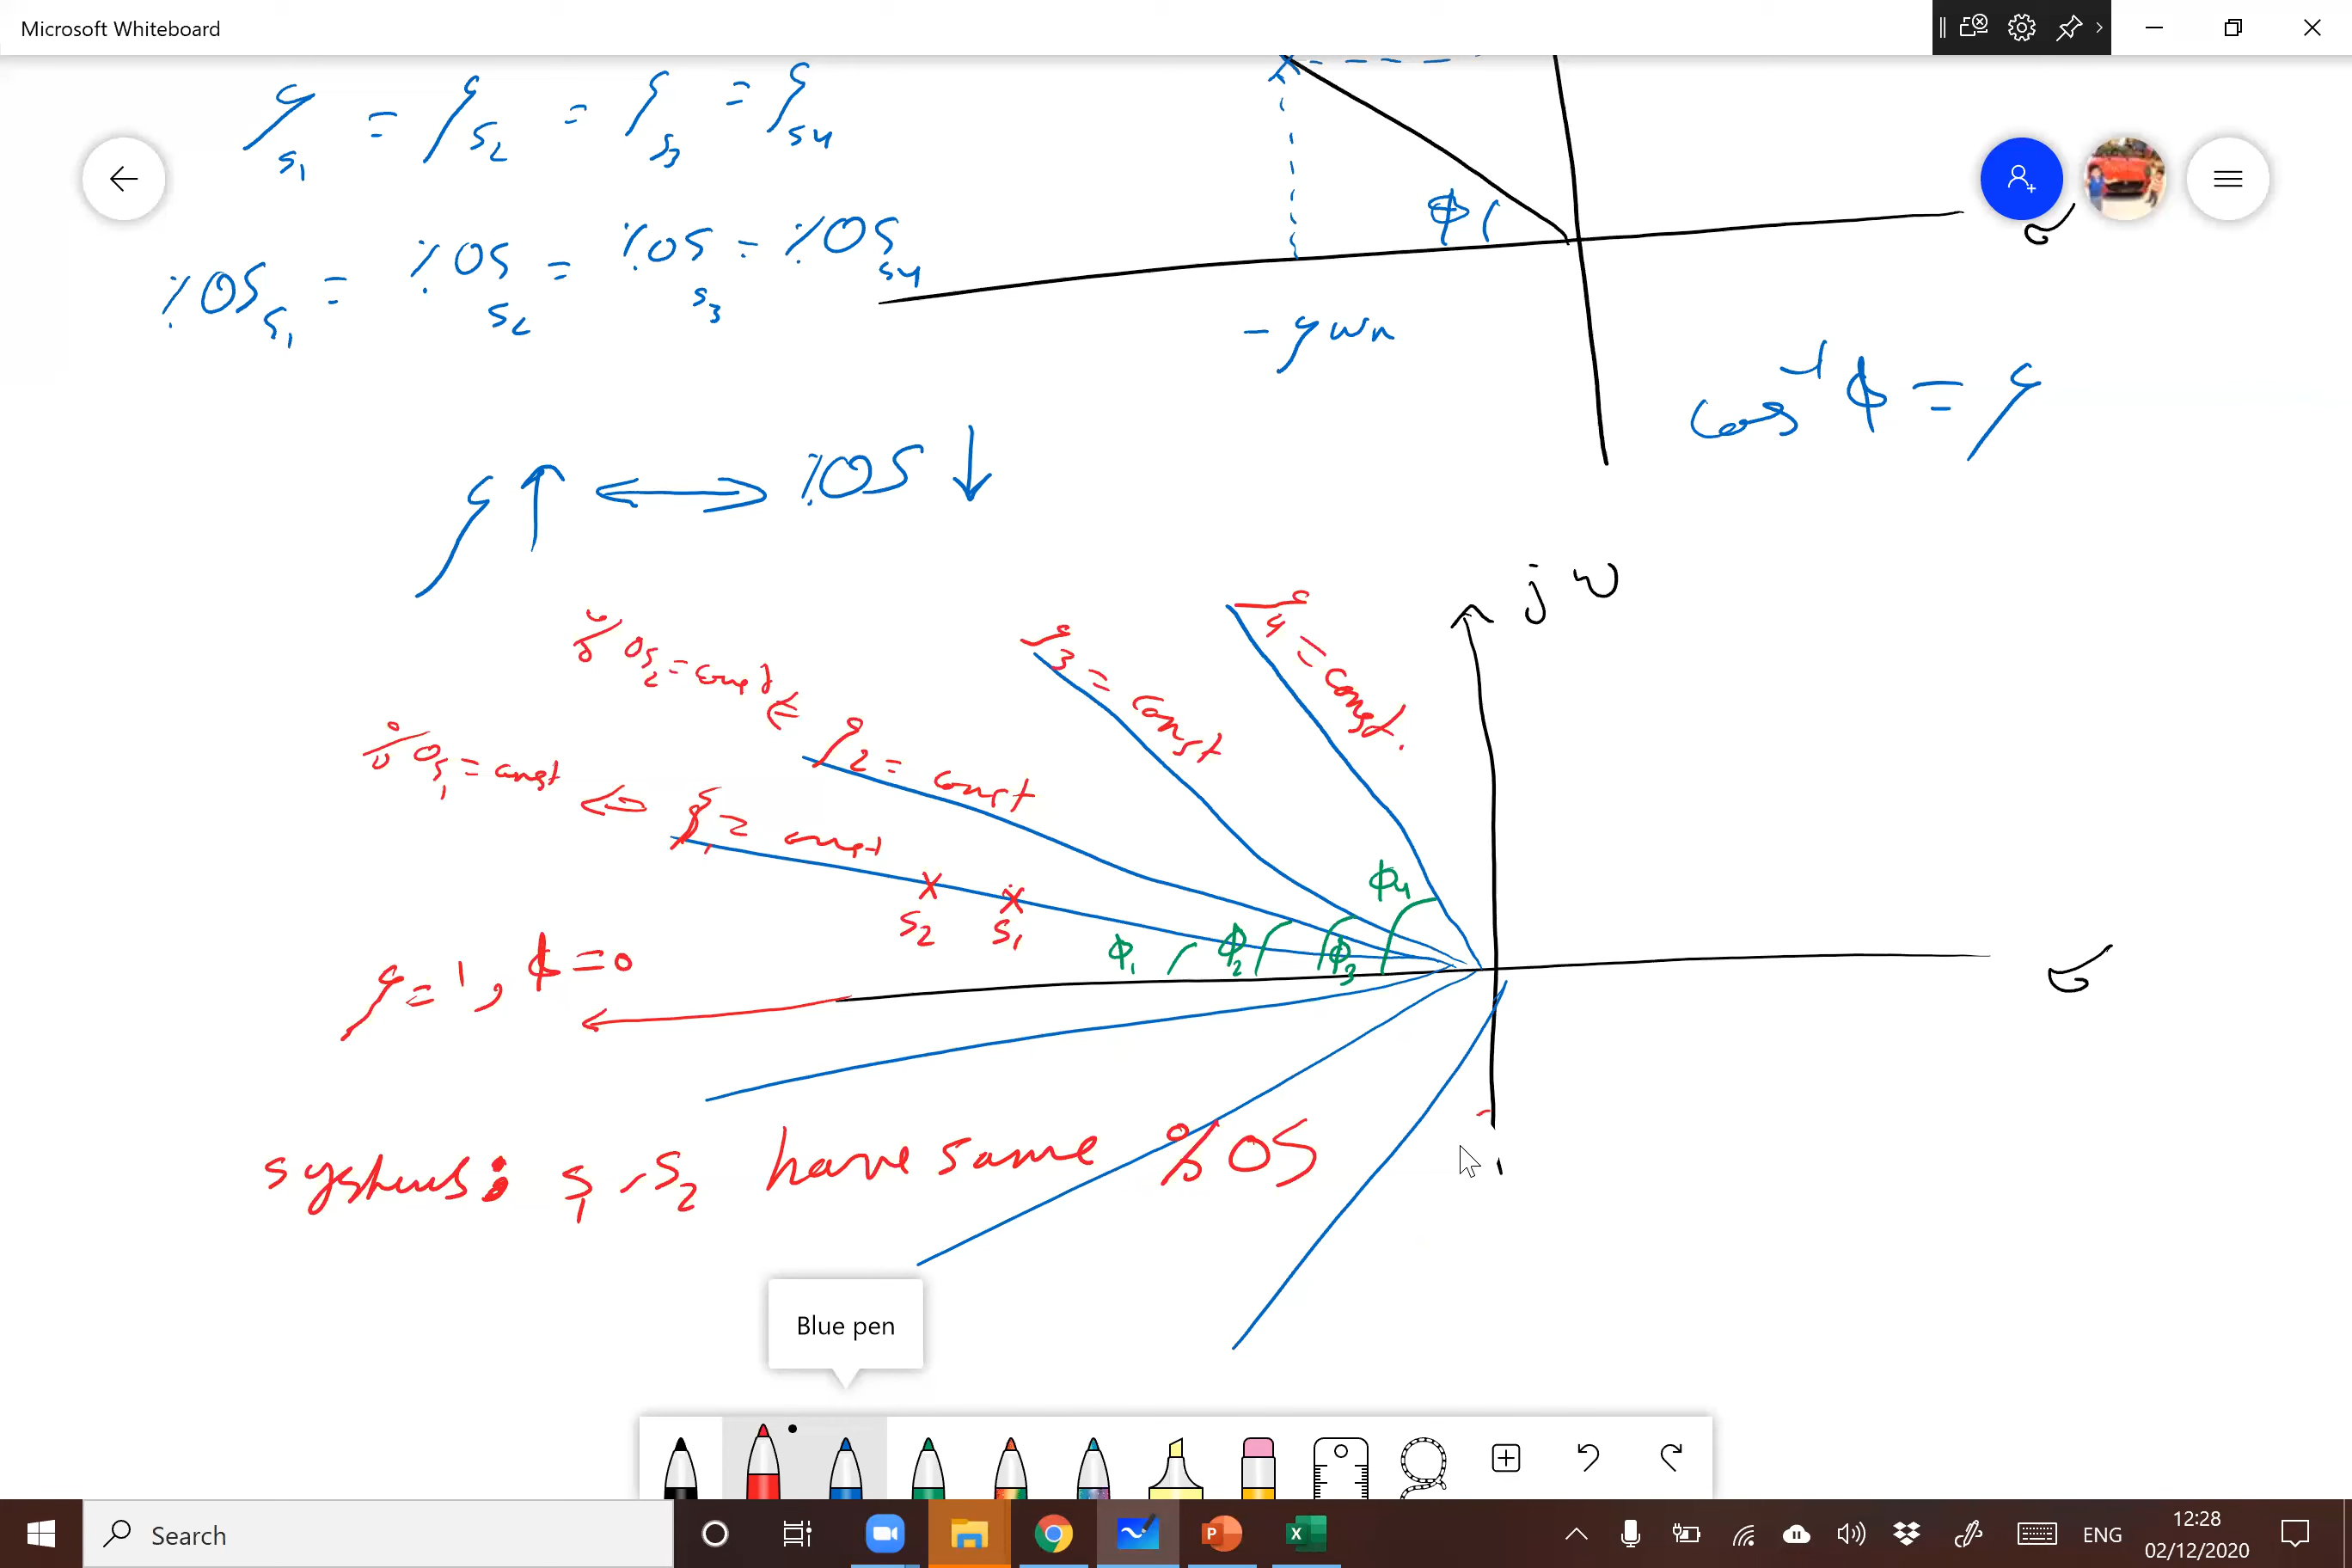 Microsoft Whiteboard
ζs1 = ζs2 = ζs3 = ζs4
%OSs1 = %OSs2 = %OSs3 = %OSs4
φ
σ
- ζωn
cos⁻¹ φ = ζ
ζ ↑ ⟷ %OS ↓
jω
ζ4 = const.
ζ3 = const
%OS2 = const ⇐ ζ2 = const
%OS1 = const ⇐ ζ1 = const
S2 S1
φ1 φ2 φ3 φ4
ζ = 1, φ = 0
σ
systems: S1, S2 have same %OS
Blue pen
Search
ENG
12:28
02/12/2020